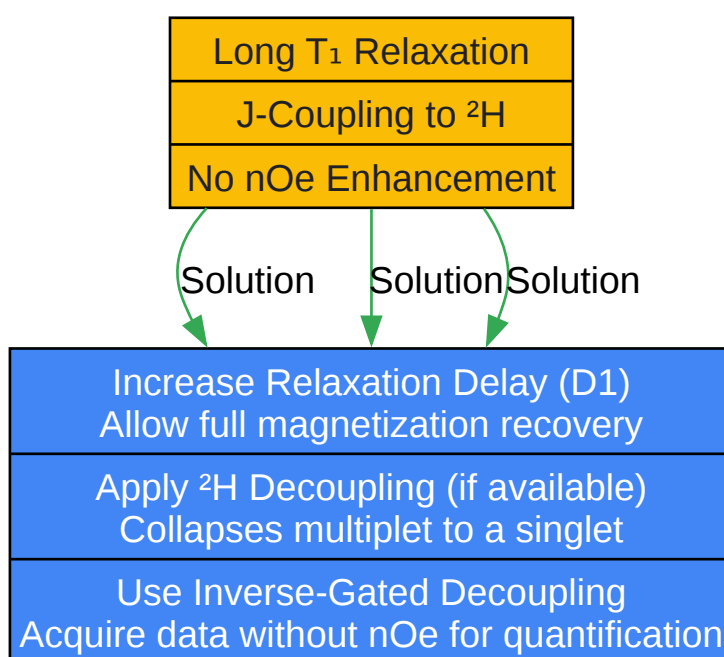 Long T₁ Relaxation
J-Coupling to ²H
No nOe Enhancement
Solution
Solution
Solution
Increase Relaxation Delay (D1)
Allow full magnetization recovery
Apply ²H Decoupling (if available)
Collapses multiplet to a singlet
Use Inverse-Gated Decoupling
Acquire data without nOe for quantification